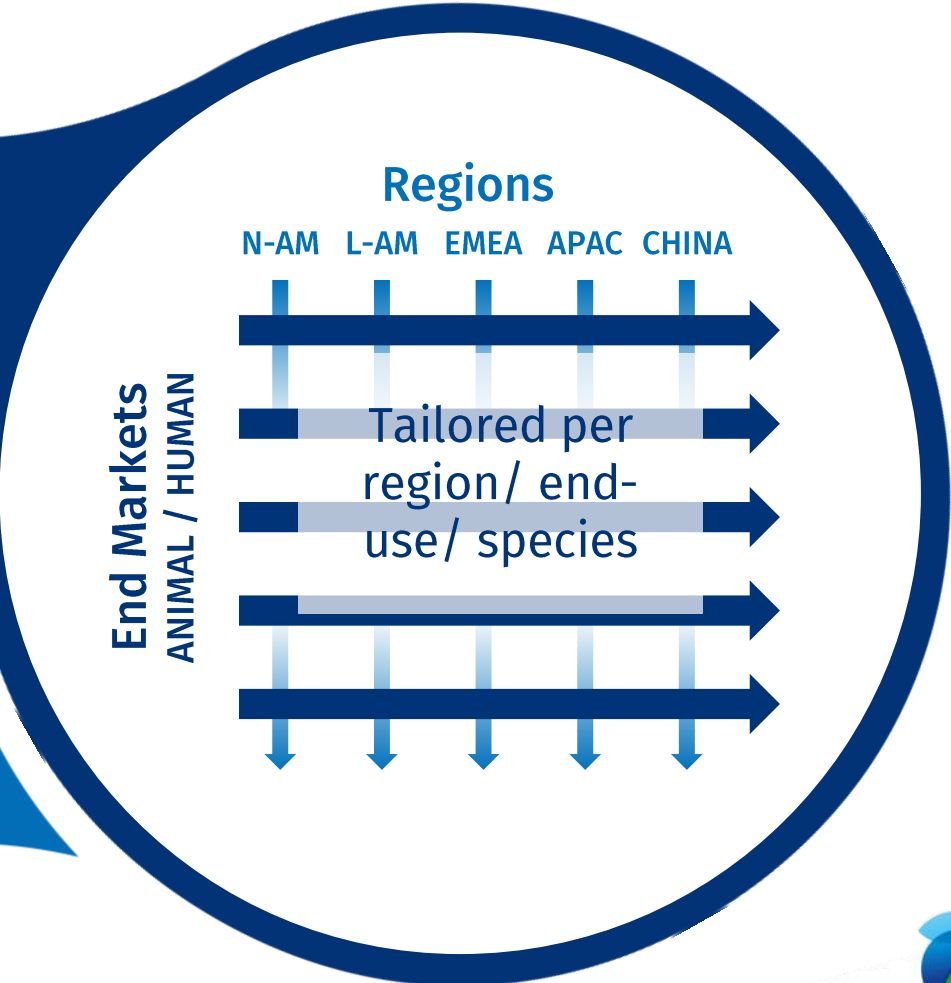 Regions
N-AM L-AM EMEA APAC CHINA
End Markets
ANIMAL / HUMAN
Tailored per
region/ end-
use/ species